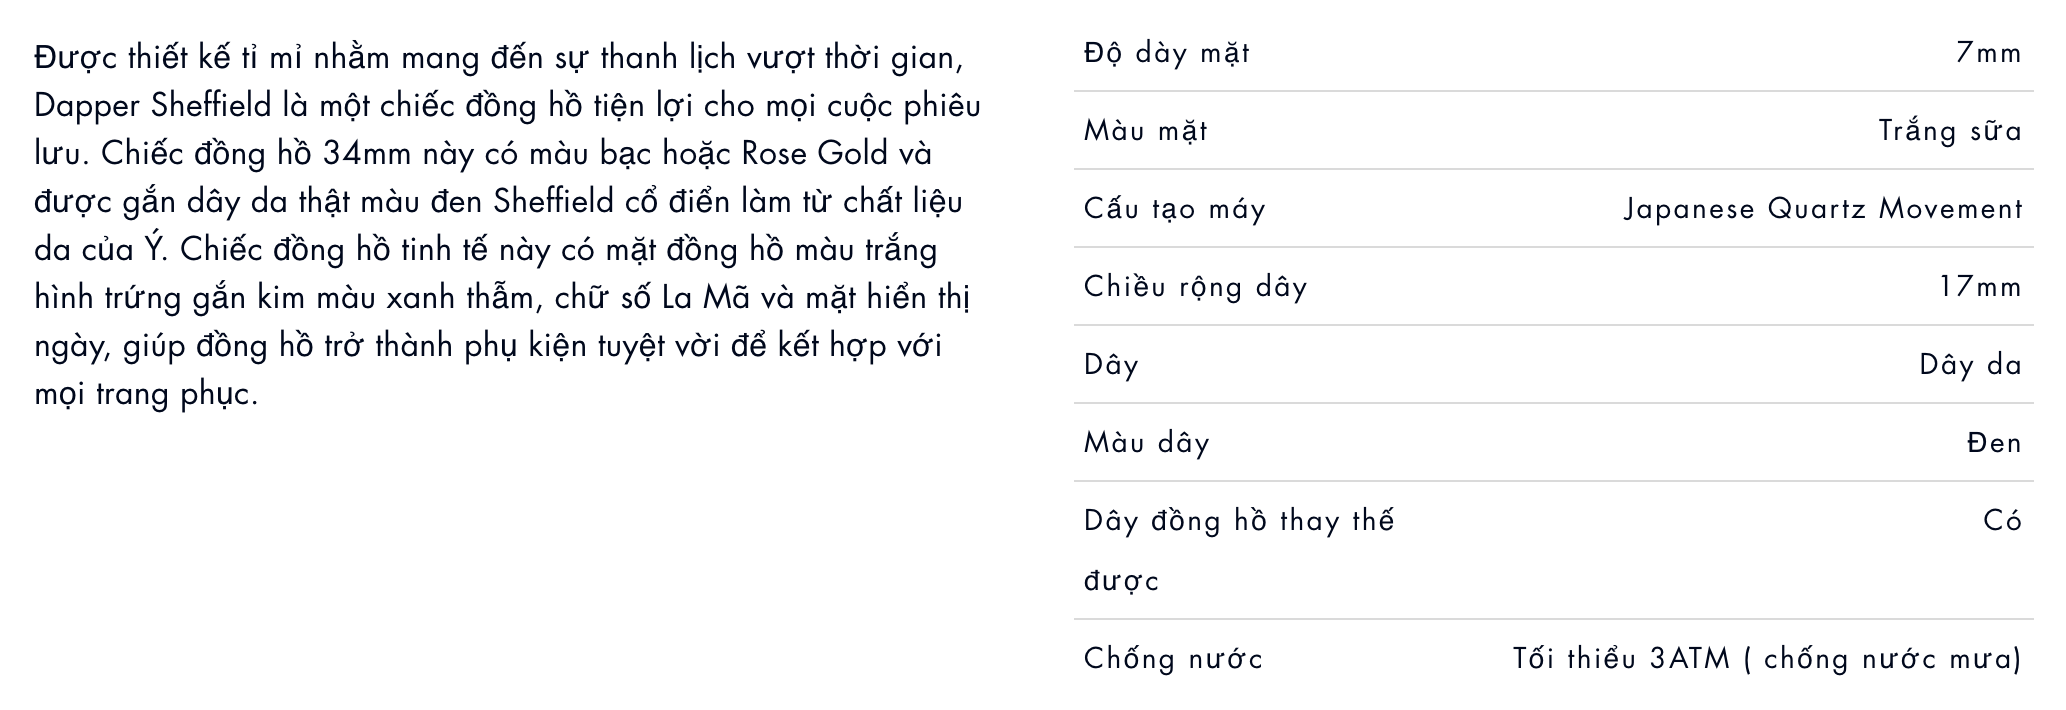 Được thiết kế tỉ mỉ nhằm mang đến sự thanh lịch vượt thời gian,
Dapper Sheffield là một chiếc đồng hồ tiện lợi cho mọi cuộc phiêu
lưu. Chiếc đồng hồ 34mm này có màu bạc hoặc Rose Gold và
được gắn dây da thật màu đen Sheffield cổ điển làm từ chất liệu
da của Ý. Chiếc đồng hồ tinh tế này có mặt đồng hồ màu trắng
hình trứng gắn kim màu xanh thẫm, chữ số La Mã và mặt hiển thị
ngày, giúp đồng hồ trở thành phụ kiện tuyệt vời để kết hợp với
mọi trang phục.
Độ dày mặt 7mm
Màu mặt Trắng sữa
Cấu tạo máy Japanese Quartz Movement
Chiều rộng dây 17mm
Dây Dây da
Màu dây Đen
Dây đồng hồ thay thế Có
được
Chống nước Tối thiểu 3ATM ( chống nước mưa)